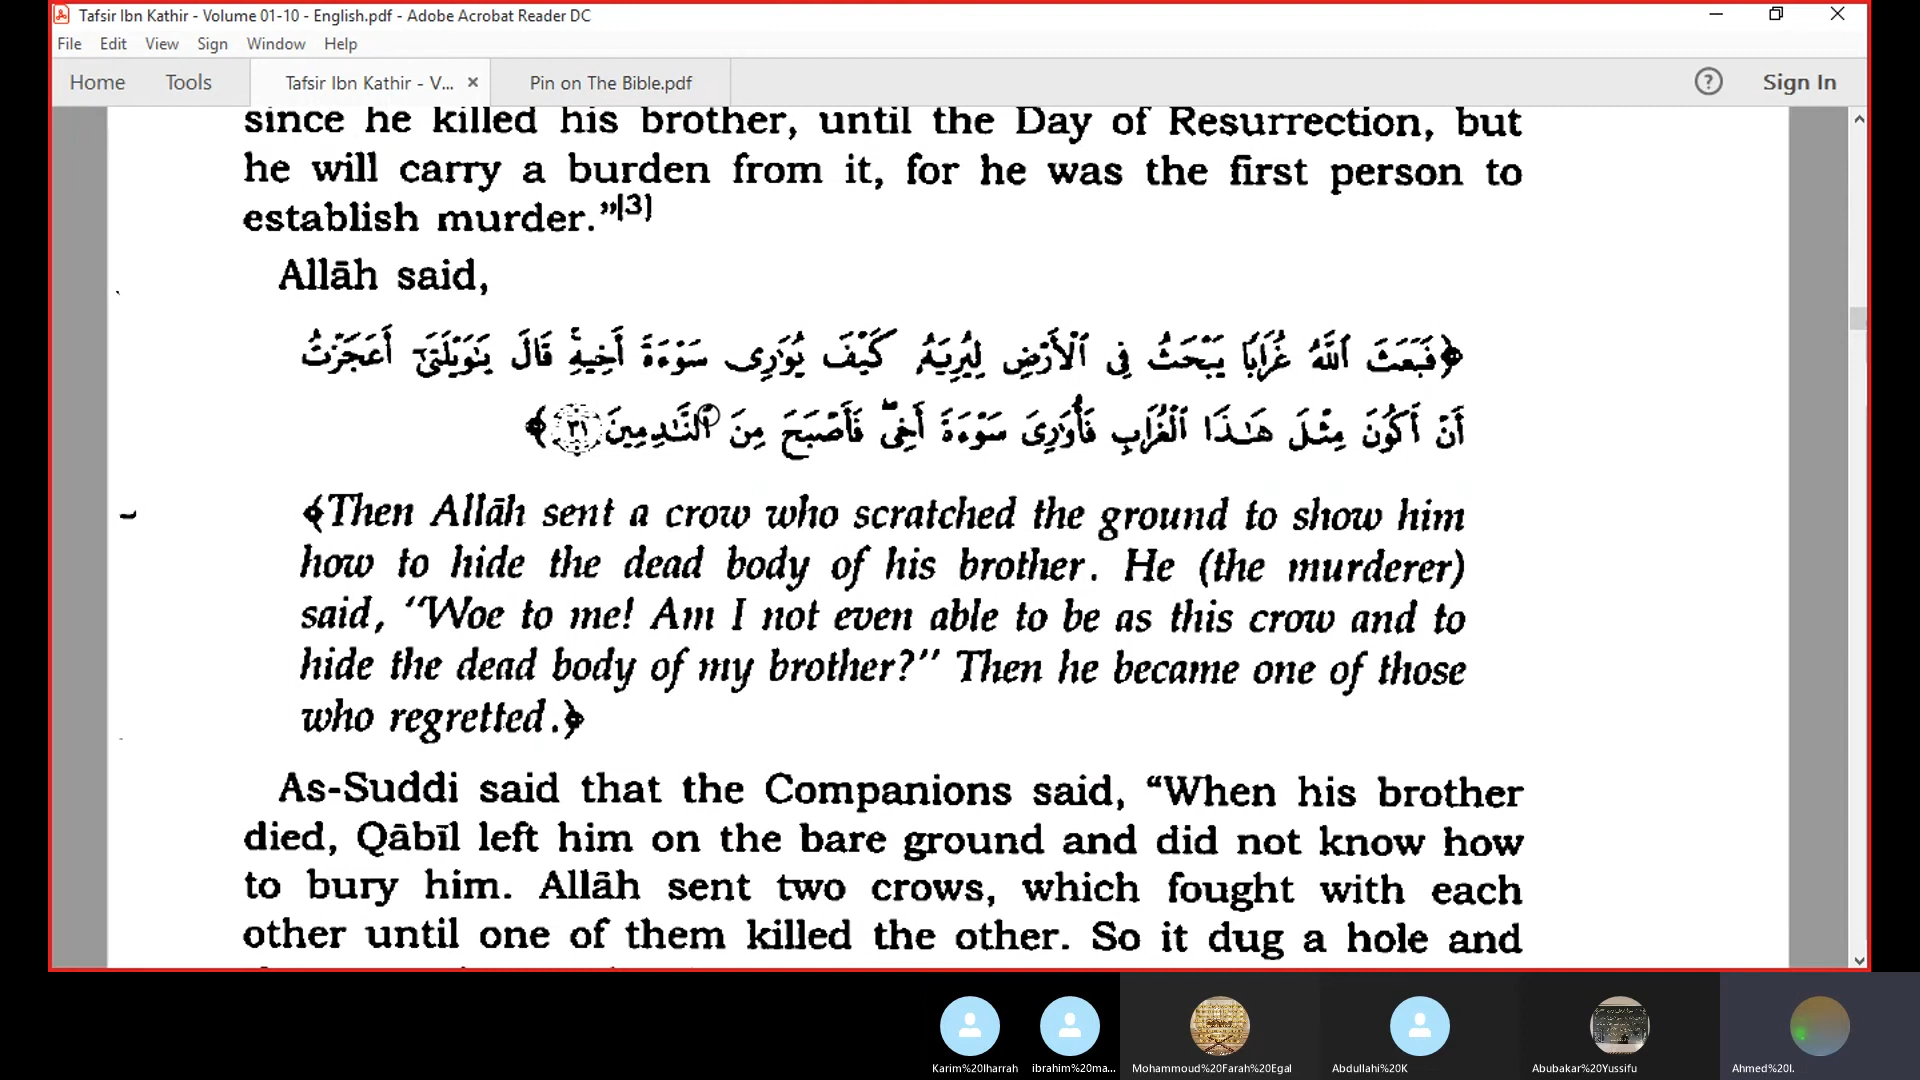 Tafsir Ibn Kathir - Volume 01-10 - English.pdf - Adobe Acrobat Reader DC
File Edit View Sign Window Help
Home Tools Tafsir Ibn Kathir - V... × Pin on The Bible.pdf Sign In
since he killed his brother, until the Day of Resurrection, but
he will carry a burden from it, for he was the first person to
establish murder.”[3]
Allāh said,
﴿فَبَعَثَ ٱللَّهُ غُرَابًا يَبْحَثُ فِى ٱلْأَرْضِ لِيُرِيَهُۥ كَيْفَ يُوَٰرِى سَوْءَةَ أَخِيهِ ۚ قَالَ يَٰوَيْلَتَىٰٓ أَعَجَزْتُ
أَنْ أَكُونَ مِثْلَ هَٰذَا ٱلْغُرَابِ فَأُوَٰرِىَ سَوْءَةَ أَخِى ۖ فَأَصْبَحَ مِنَ ٱلنَّٰدِمِينَ ٣١﴾
﴾Then Allāh sent a crow who scratched the ground to show him
how to hide the dead body of his brother. He (the murderer)
said, “Woe to me! Am I not even able to be as this crow and to
hide the dead body of my brother?” Then he became one of those
who regretted.﴿
As-Suddi said that the Companions said, “When his brother
died, Qābīl left him on the bare ground and did not know how
to bury him. Allāh sent two crows, which fought with each
other until one of them killed the other. So it dug a hole and
Karim%20Iharrah ibrahim%20ma... Mohammoud%20Farah%20Egal Abdullahi%20K Abubakar%20Yussifu Ahmed%20I.